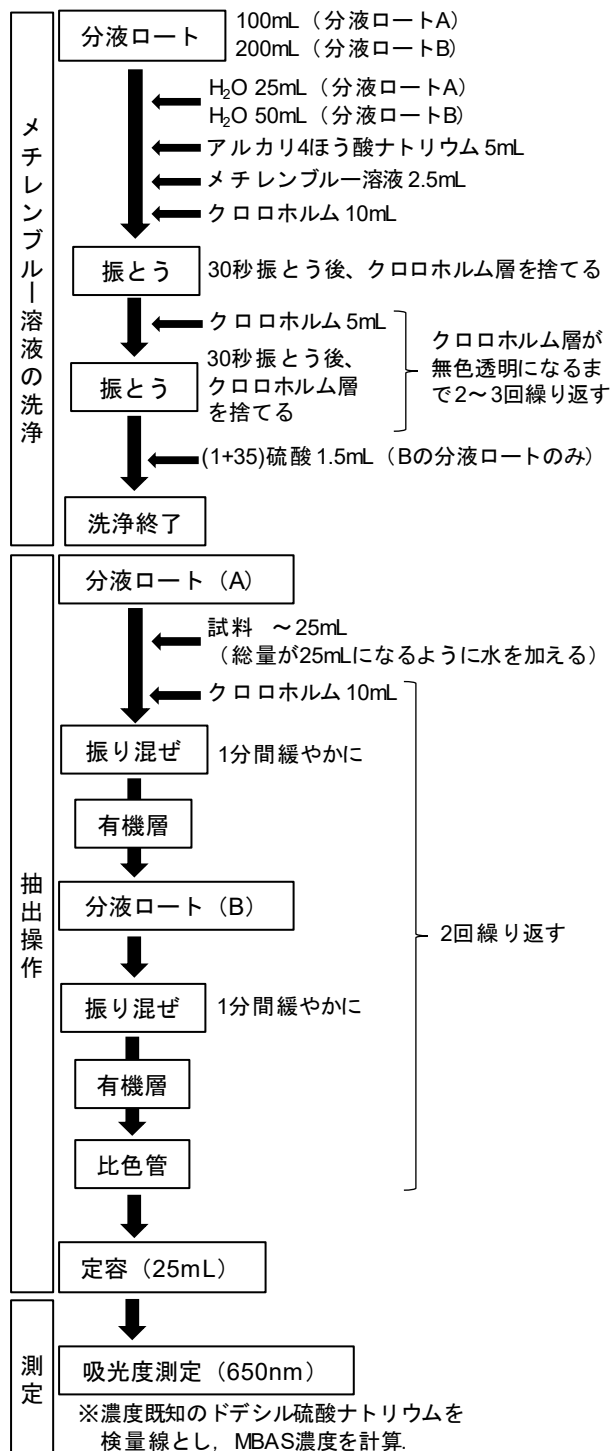 分液ロート
100mL（分液ロートA）
200mL（分液ロートB）
H₂O 25mL（分液ロートA）
H₂O 50mL（分液ロートB）
アルカリ4ほう酸ナトリウム 5mL
メチレンブルー溶液 2.5mL
クロロホルム 10mL
メチレンブルー溶液の洗浄
振とう
30秒振とう後、クロロホルム層を捨てる
クロロホルム 5mL
振とう
30秒振とう後、
クロロホルム層
を捨てる
クロロホルム層が
無色透明になるま
で2～3回繰り返す
(1+35)硫酸 1.5mL（Bの分液ロートのみ）
洗浄終了
分液ロート（A）
試料　～25mL
（総量が25mLになるように水を加える）
クロロホルム 10mL
振り混ぜ
1分間緩やかに
有機層
抽出操作
分液ロート（B）
2回繰り返す
振り混ぜ
1分間緩やかに
有機層
比色管
定容（25mL）
測定
吸光度測定（650nm）
※濃度既知のドデシル硫酸ナトリウムを
検量線とし，MBAS濃度を計算.